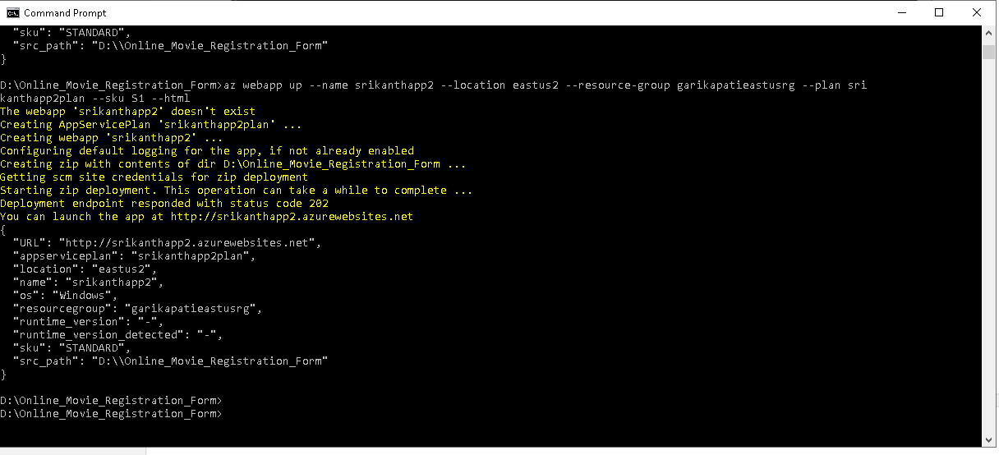 Command Prompt
"sku": "STANDARD",
"src_path": "D:\\Online_Movie_Registration_Form"
}
D:\Online_Movie_Registration_Form>az webapp up --name srikanthapp2 --location eastus2 --resource-group garikapatieastusrg --plan sri
kanthapp2plan --sku S1 --html
The webapp 'srikanthapp2' doesn't exist
Creating AppServicePlan 'srikanthapp2plan' ...
Creating webapp 'srikanthapp2' ...
Configuring default logging for the app, if not already enabled
Creating zip with contents of dir D:\Online_Movie_Registration_Form ...
Getting scm site credentials for zip deployment
Starting zip deployment. This operation can take a while to complete ...
Deployment endpoint responded with status code 202
You can launch the app at http://srikanthapp2.azurewebsites.net
{
"URL": "http://srikanthapp2.azurewebsites.net",
"appserviceplan": "srikanthapp2plan",
"location": "eastus2",
"name": "srikanthapp2",
"os": "Windows",
"resourcegroup": "garikapatieastusrg",
"runtime_version": "-",
"runtime_version_detected": "-",
"sku": "STANDARD",
"src_path": "D:\\Online_Movie_Registration_Form"
}
D:\Online_Movie_Registration_Form>
D:\Online_Movie_Registration_Form>